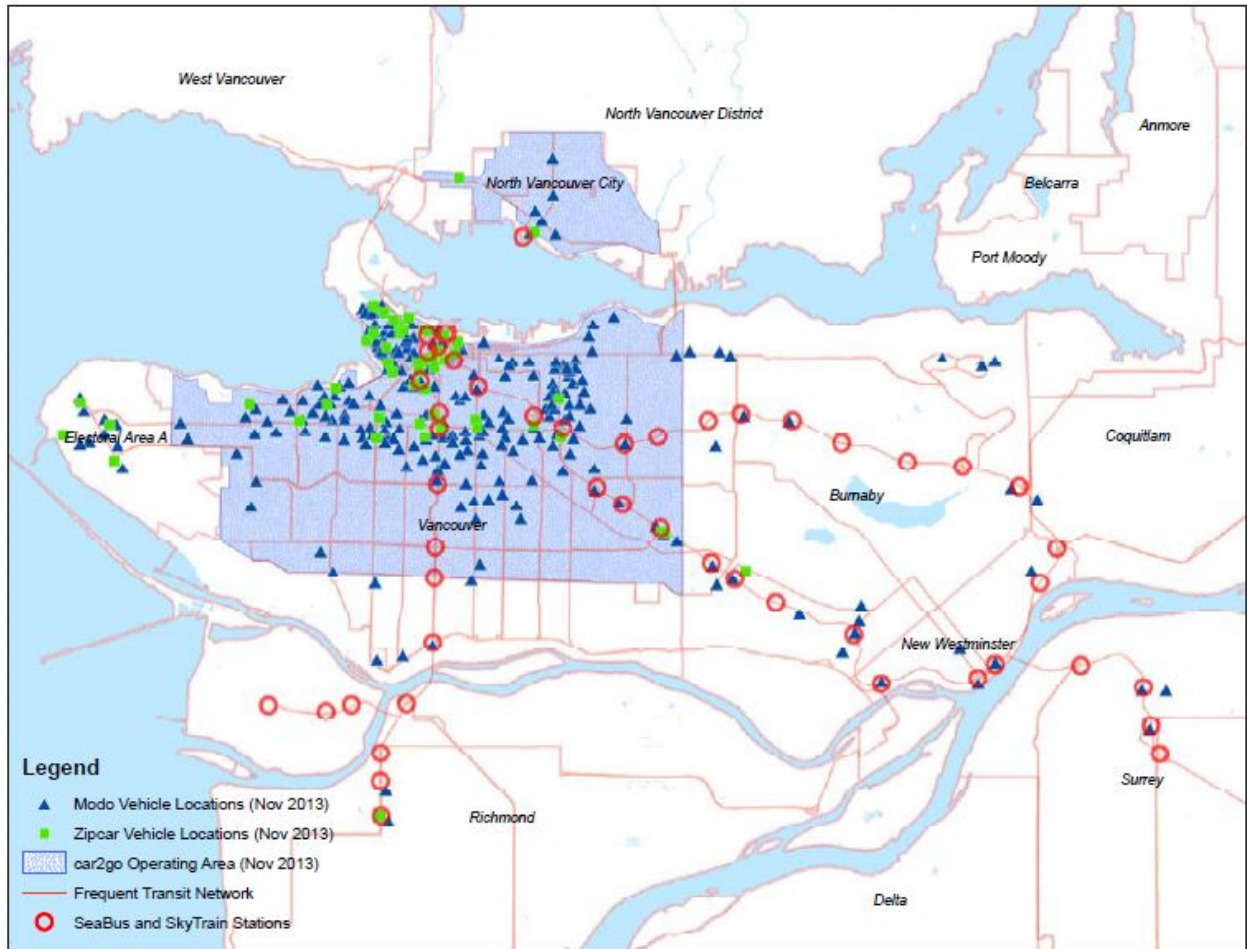 West Vancouver
North Vancouver District
Anmore
North Vancouver City
Belcarra
Port Moody
Electoral Area A
Coquitlam
Burnaby
Vancouver
New Westminster
Legend
Modo Vehicle Locations (Nov 2013)
Zipcar Vehicle Locations (Nov 2013)
car2go Operating Area (Nov 2013)
Frequent Transit Network
SeaBus and SkyTrain Stations
Richmond
Surrey
Delta